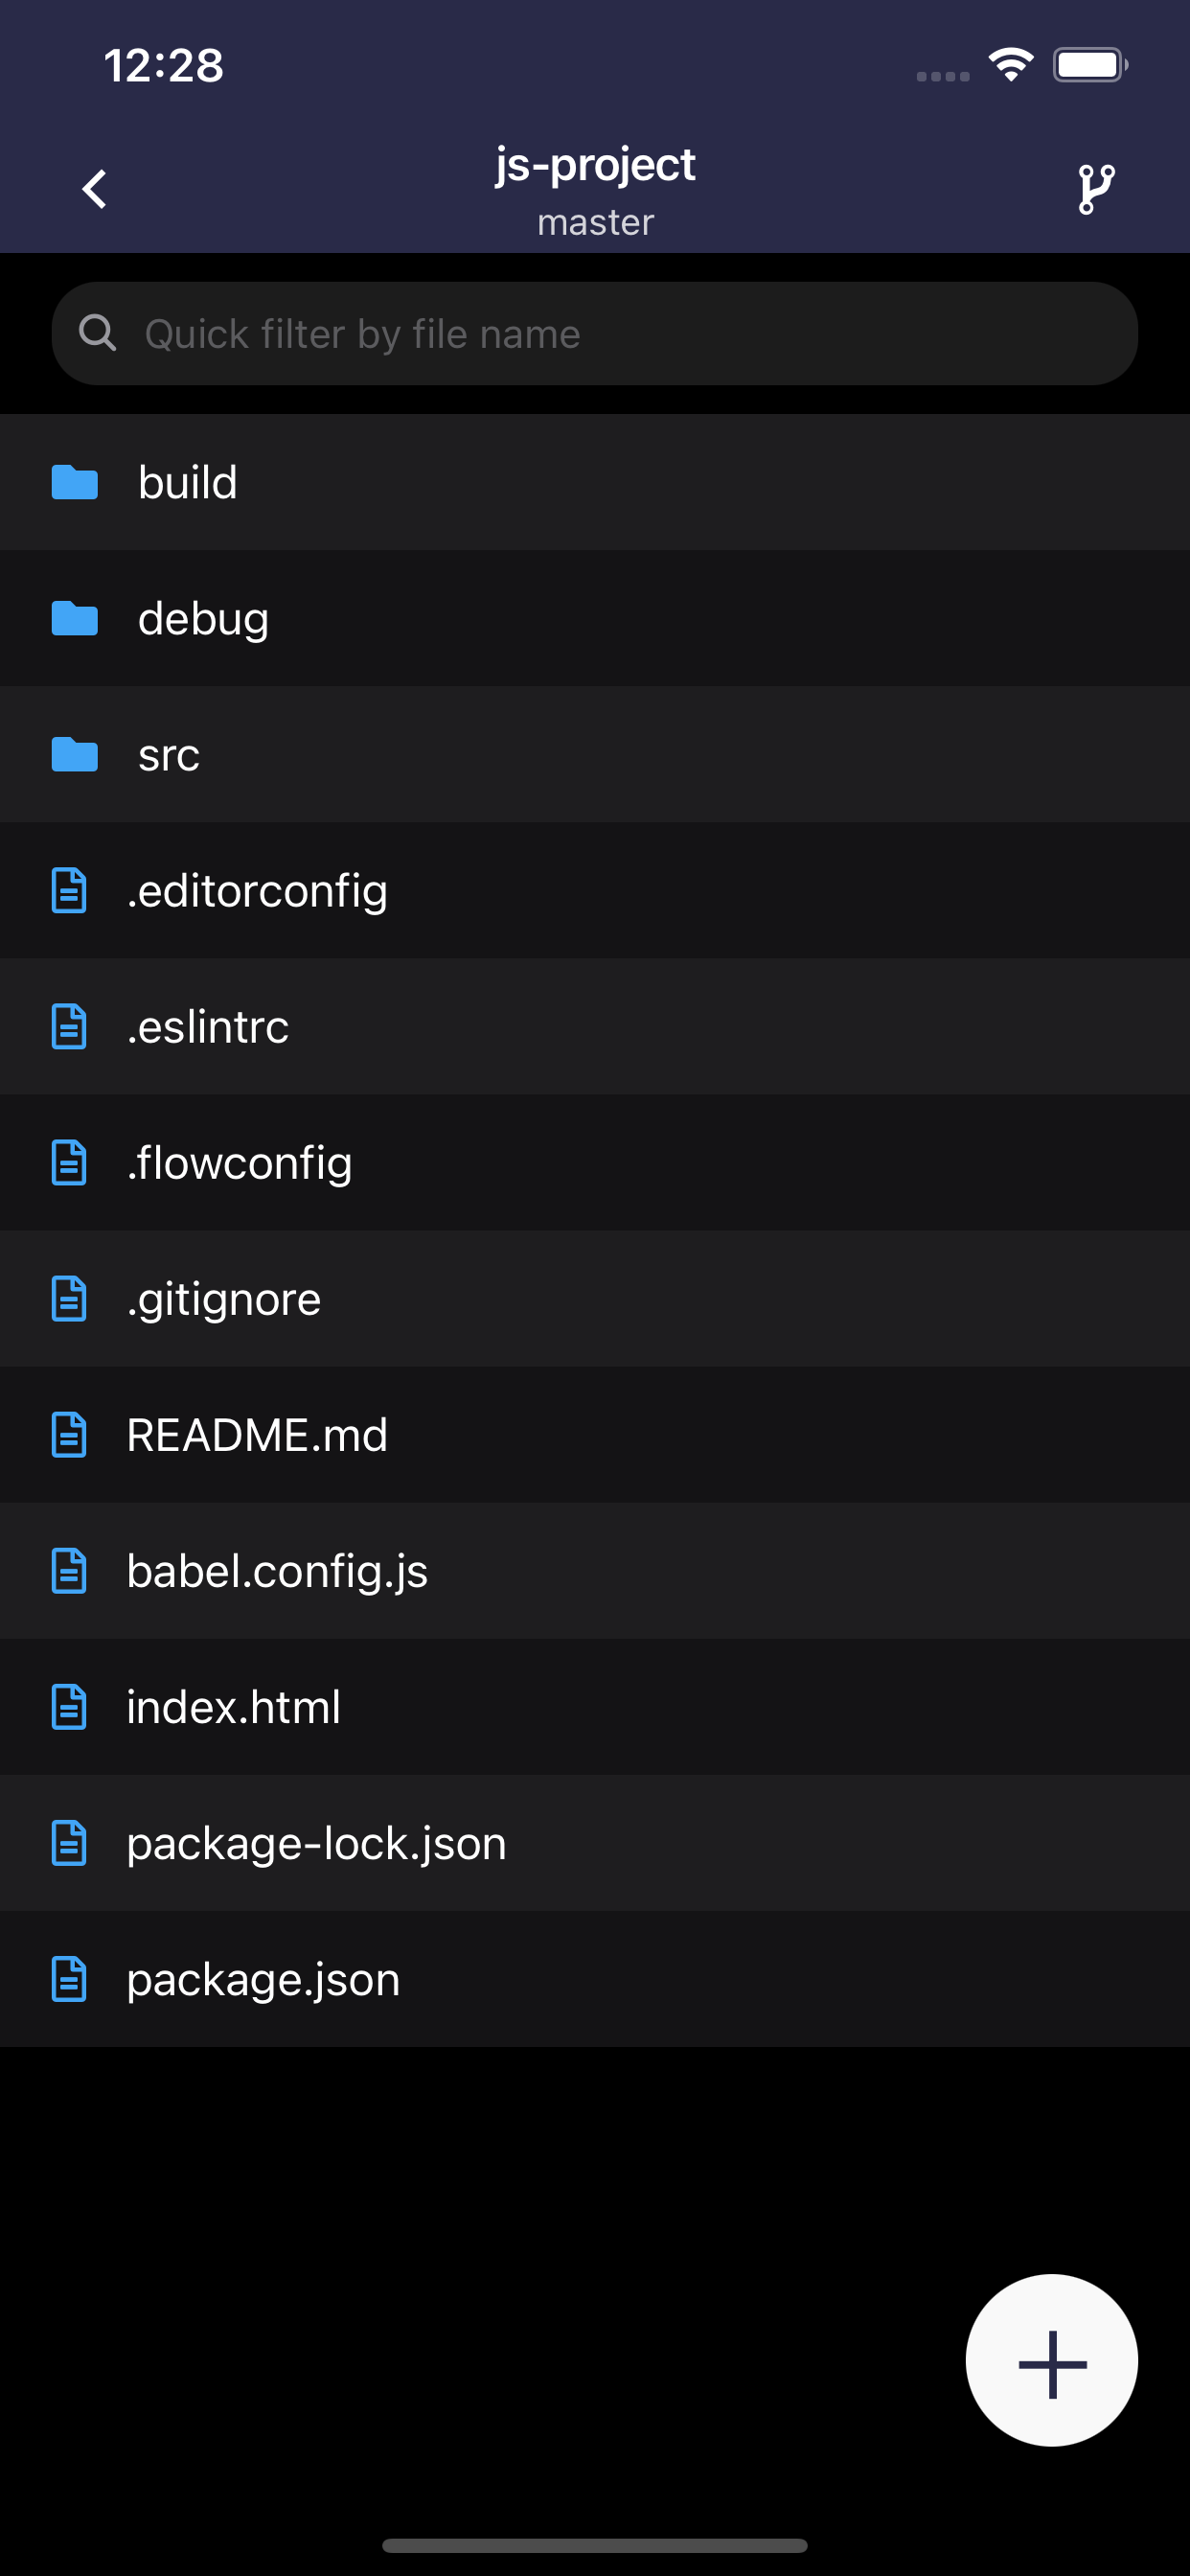 12:28
js-project
master
Quick filter by file name
build
debug
src
.editorconfig
.eslintrc
.flowconfig
.gitignore
README.md
babel.config.js
index.html
package-lock.json
package.json